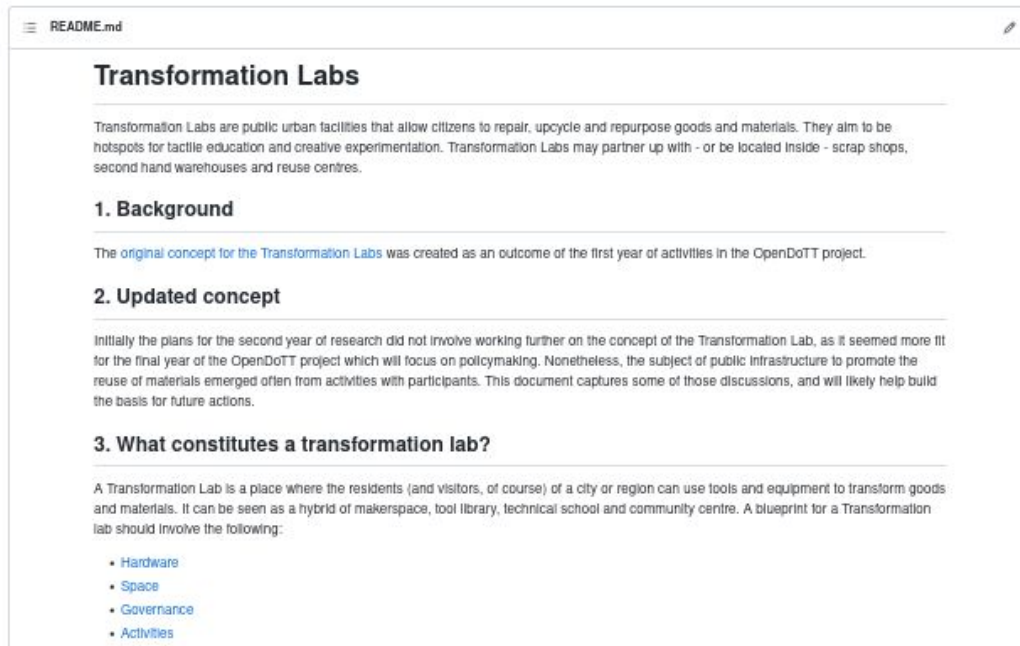 README.md
Transformation Labs
Transformation Labs are public urban facilities that allow citizens to repair, upcycle and repurpose goods and materials. They aim to be
hotspots for tactile education and creative experimentation. Transformation Labs may partner up with - or be located inside - scrap shops,
second hand warehouses and reuse centres.
1. Background
The original concept for the Transformation Labs was created as an outcome of the first year of activities in the OpenDoTT project.
2. Updated concept
Initially the plans for the second year of research did not involve working further on the concept of the Transformation Lab, as it seemed more fit
for the final year of the OpenDoTT project which will focus on policymaking. Nonetheless, the subject of public infrastructure to promote the
reuse of materials emerged often from activities with participants. This document captures some of those discussions, and will likely help build
the basis for future actions.
3. What constitutes a transformation lab?
A Transformation Lab is a place where the residents (and visitors, of course) of a city or region can use tools and equipment to transform goods
and materials. It can be seen as a hybrid of makerspace, tool library, technical school and community centre. A blueprint for a Transformation
lab should involve the following:
• Hardware
• Space
• Governance
• Activities